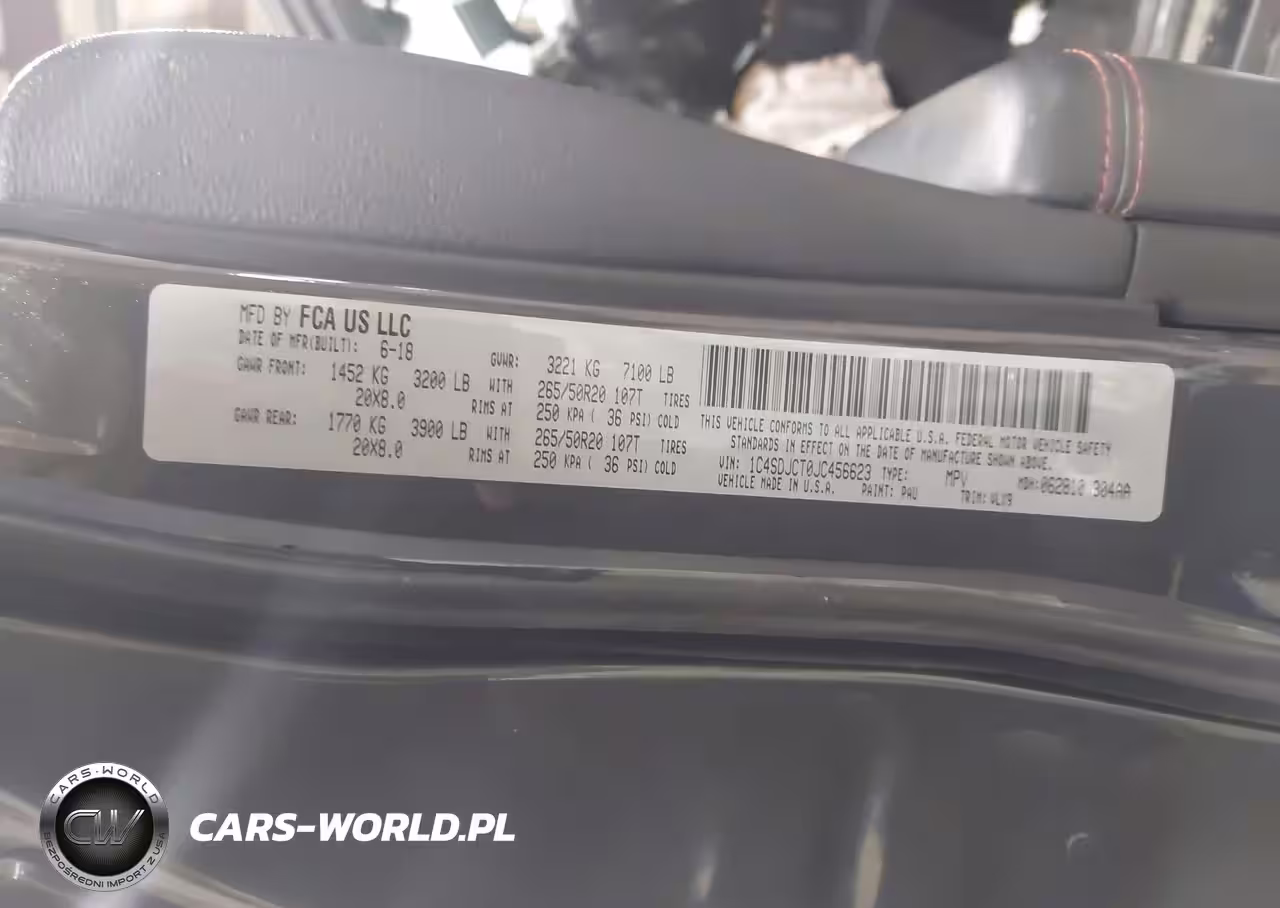 MFD BY FCA US LLC
DATE OF MFR(BUILT): 6-18
GVWR: 3221 KG 7100 LB
GAWR FRONT: 1452 KG 3200 LB WITH 265/50R20 107T TIRES
20X8.0 RIMS AT 250 KPA ( 36 PSI) COLD
GAWR REAR: 1770 KG 3900 LB WITH 265/50R20 107T TIRES
20X8.0 RIMS AT 250 KPA ( 36 PSI) COLD
THIS VEHICLE CONFORMS TO ALL APPLICABLE U.S.A. FEDERAL MOTOR VEHICLE SAFETY
STANDARDS IN EFFECT ON THE DATE OF MANUFACTURE SHOWN ABOVE.
VIN: 1C4SDJCT0JC456623 TYPE: MPV MDH:062810 304AA
VEHICLE MADE IN U.S.A. PAINT: PAU TRIM:
CARS-WORLD
CW
BEZPOŚREDNI IMPORT Z USA
CARS-WORLD.PL